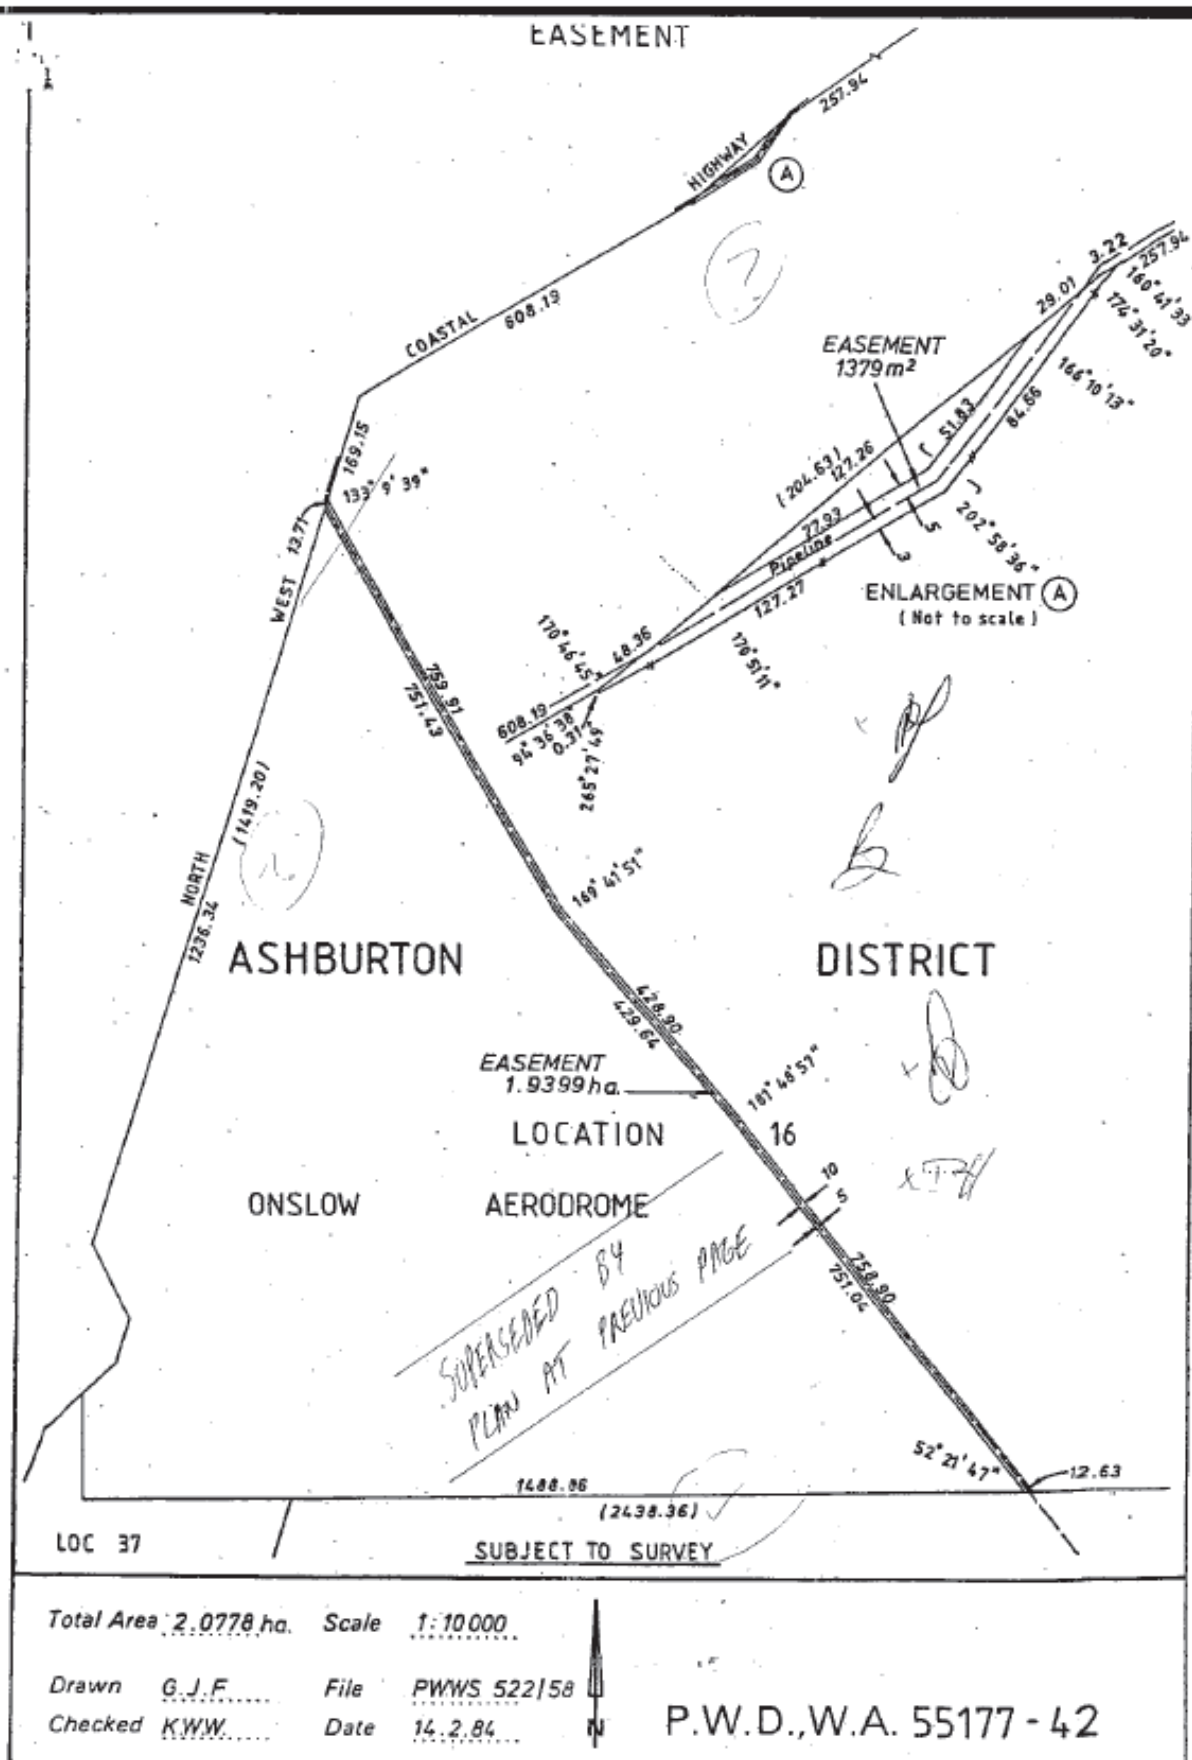 EASEMENT
257.94
HIGHWAY
A
COASTAL
608.19
3.22
257.94
29.01
160° 41' 33
174° 31' 20"
166° 10' 13"
EASEMENT
1379m²
84.66
51.83
(204.63)
127.26
169.15
133° 9' 39"
77.93
Pipeline
5
202° 58' 36"
3
127.27
ENLARGEMENT A
(Not to scale)
13.71
WEST
170° 46' 45"
48.36
170° 51' 11"
608.19
94° 36' 38"
0.31
265° 27' 49"
759.91
751.43
(1419.20)
NORTH
1236.34
169° 41' 51"
ASHBURTON DISTRICT
428.90
429.64
EASEMENT
1.9399ha.
181° 48' 57"
LOCATION 16
10
5
ONSLOW AERODROME
SUPERSEDED BY
PLAN AT PREVIOUS PAGE
758.90
751.04
52° 21' 47"
12.63
1488.86
(2438.36)
LOC 37
SUBJECT TO SURVEY
Total Area 2.0778 ha. Scale 1:10 000
Drawn G.J.F. File PWWS 522/58
Checked K.W.W. Date 14.2.84
N
P.W.D.,W.A. 55177-42